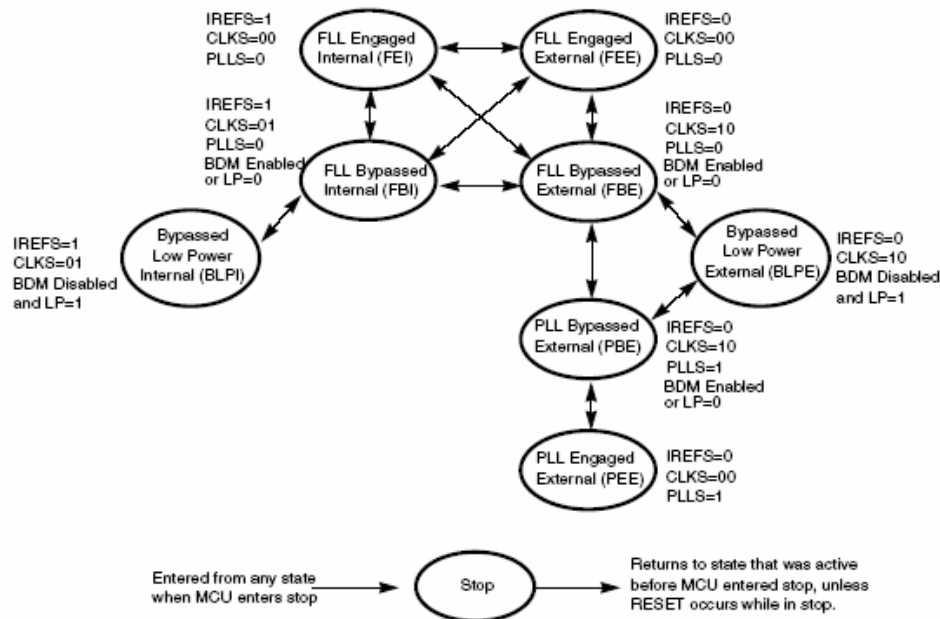 IREFS=1
CLKS=00
PLLS=0
FLL Engaged
Internal (FEI)
FLL Engaged
External (FEE)
IREFS=0
CLKS=00
PLLS=0
IREFS=1
CLKS=01
PLLS=0
BDM Enabled
or LP=0
FLL Bypassed
Internal (FBI)
FLL Bypassed
External (FBE)
IREFS=0
CLKS=10
PLLS=0
BDM Enabled
or LP=0
IREFS=1
CLKS=01
BDM Disabled
and LP=1
Bypassed
Low Power
Internal (BLPI)
Bypassed
Low Power
External (BLPE)
IREFS=0
CLKS=10
BDM Disabled
and LP=1
PLL Bypassed
External (PBE)
IREFS=0
CLKS=10
PLLS=1
BDM Enabled
or LP=0
PLL Engaged
External (PEE)
IREFS=0
CLKS=00
PLLS=1
Entered from any state
when MCU enters stop
Stop
Returns to state that was active
before MCU entered stop, unless
RESET occurs while in stop.